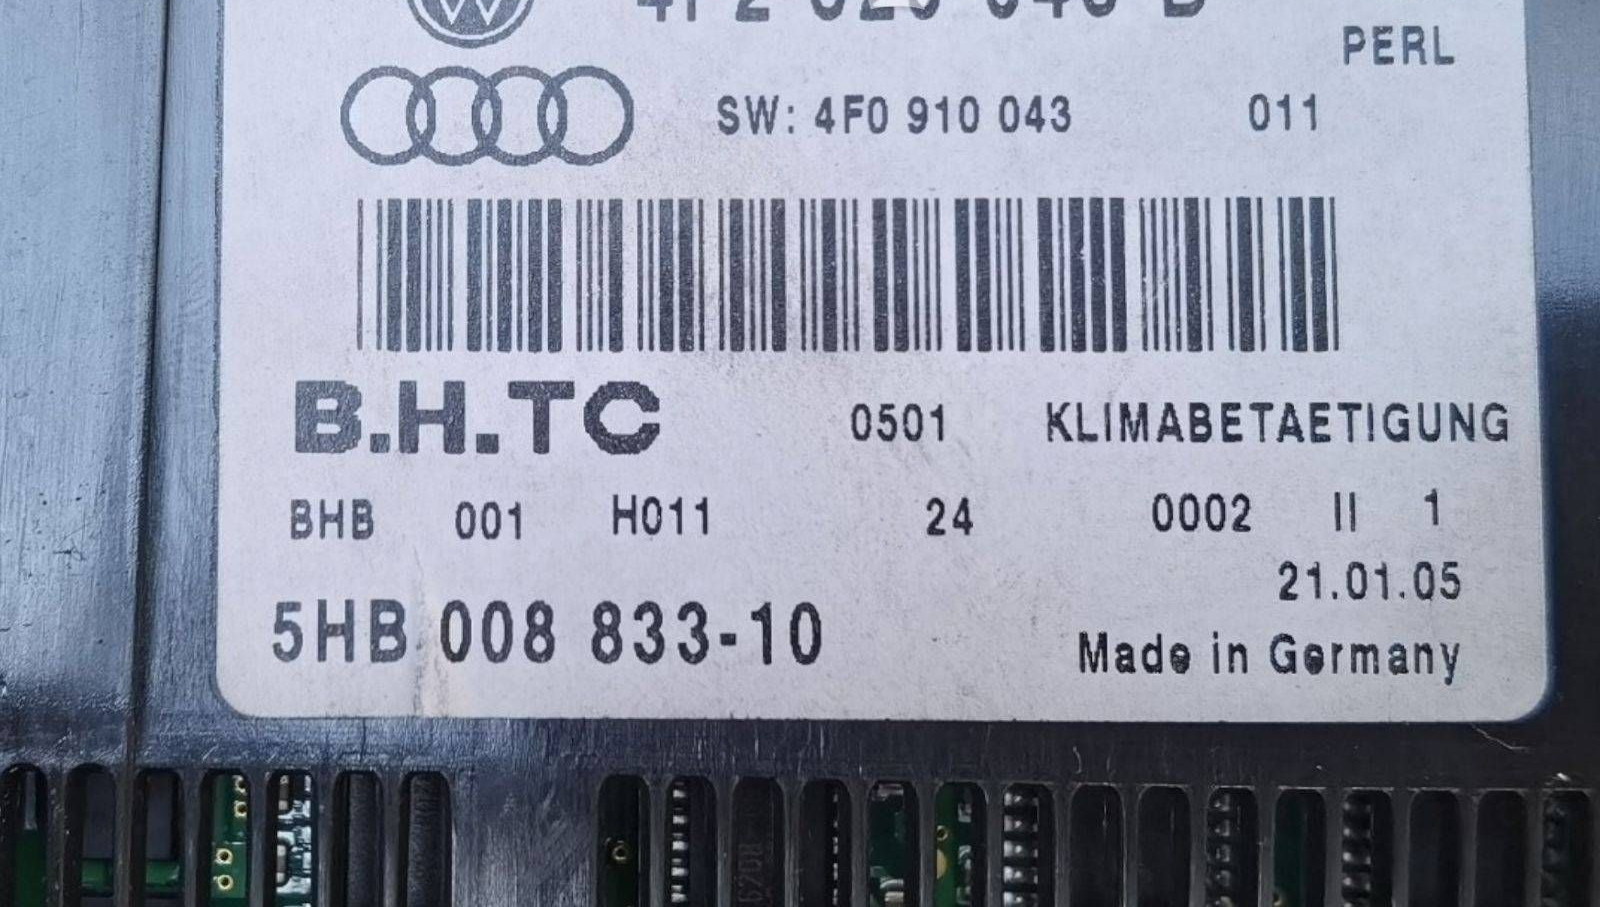 PERL
SW: 4F0 910 043 011
B.H.TC 0501 KLIMABETAETIGUNG
BHB 001 H011 24 0002 II 1
21.01.05
5HB 008 833-10
Made in Germany